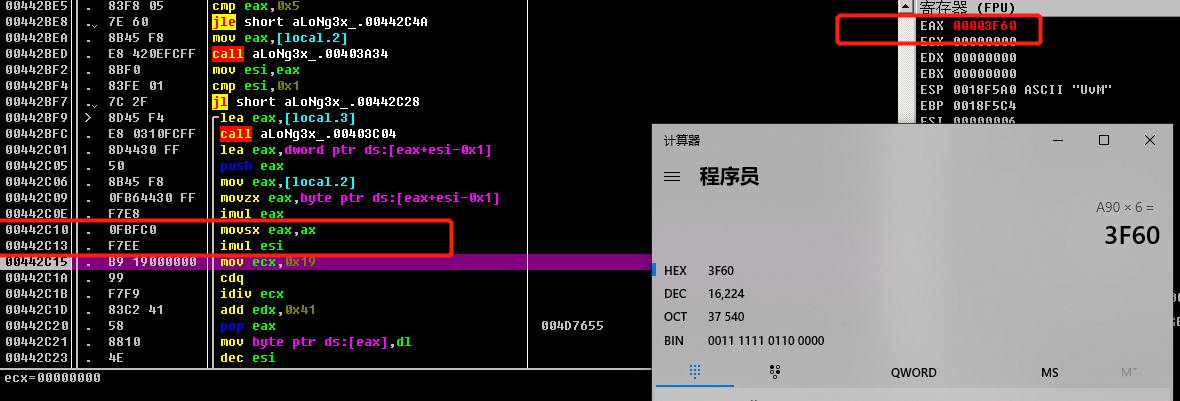 00442BE5 . 83F8 05 cmp eax,0x5
00442BE8 .⌄ 7E 60 jle short aLoNg3x_.00442C4A
00442BEA . 8B45 F8 mov eax,[local.2]
00442BED . E8 420EFCFF call aLoNg3x_.00403A34
00442BF2 . 8BF0 mov esi,eax
00442BF4 . 83FE 01 cmp esi,0x1
00442BF7 .⌄ 7C 2F jl short aLoNg3x_.00442C28
00442BF9 > 8D45 F4 lea eax,[local.3]
00442BFC . E8 0310FCFF call aLoNg3x_.00403C04
00442C01 . 8D4430 FF lea eax,dword ptr ds:[eax+esi-0x1]
00442C05 . 50 push eax
00442C06 . 8B45 F8 mov eax,[local.2]
00442C09 . 0FB64430 FF movzx eax,byte ptr ds:[eax+esi-0x1]
00442C0E . F7E8 imul eax
00442C10 . 0FBFC0 movsx eax,ax
00442C13 . F7EE imul esi
00442C15 . B9 19000000 mov ecx,0x19
00442C1A . 99 cdq
00442C1B . F7F9 idiv ecx
00442C1D . 83C2 41 add edx,0x41
00442C20 . 58 pop eax 004D7655
00442C21 . 8810 mov byte ptr ds:[eax],dl
00442C23 . 4E dec esi
ecx=00000000
寄存器 (FPU)
EAX 00003F60
ECX 00000000
EDX 00000000
EBX 00000000
ESP 0018F5A0 ASCII "UvM"
EBP 0018F5C4
ESI 00000006
计算器
程序员
A90 × 6 =
3F60
HEX 3F60
DEC 16,224
OCT 37 540
BIN 0011 1111 0110 0000
QWORD MS M